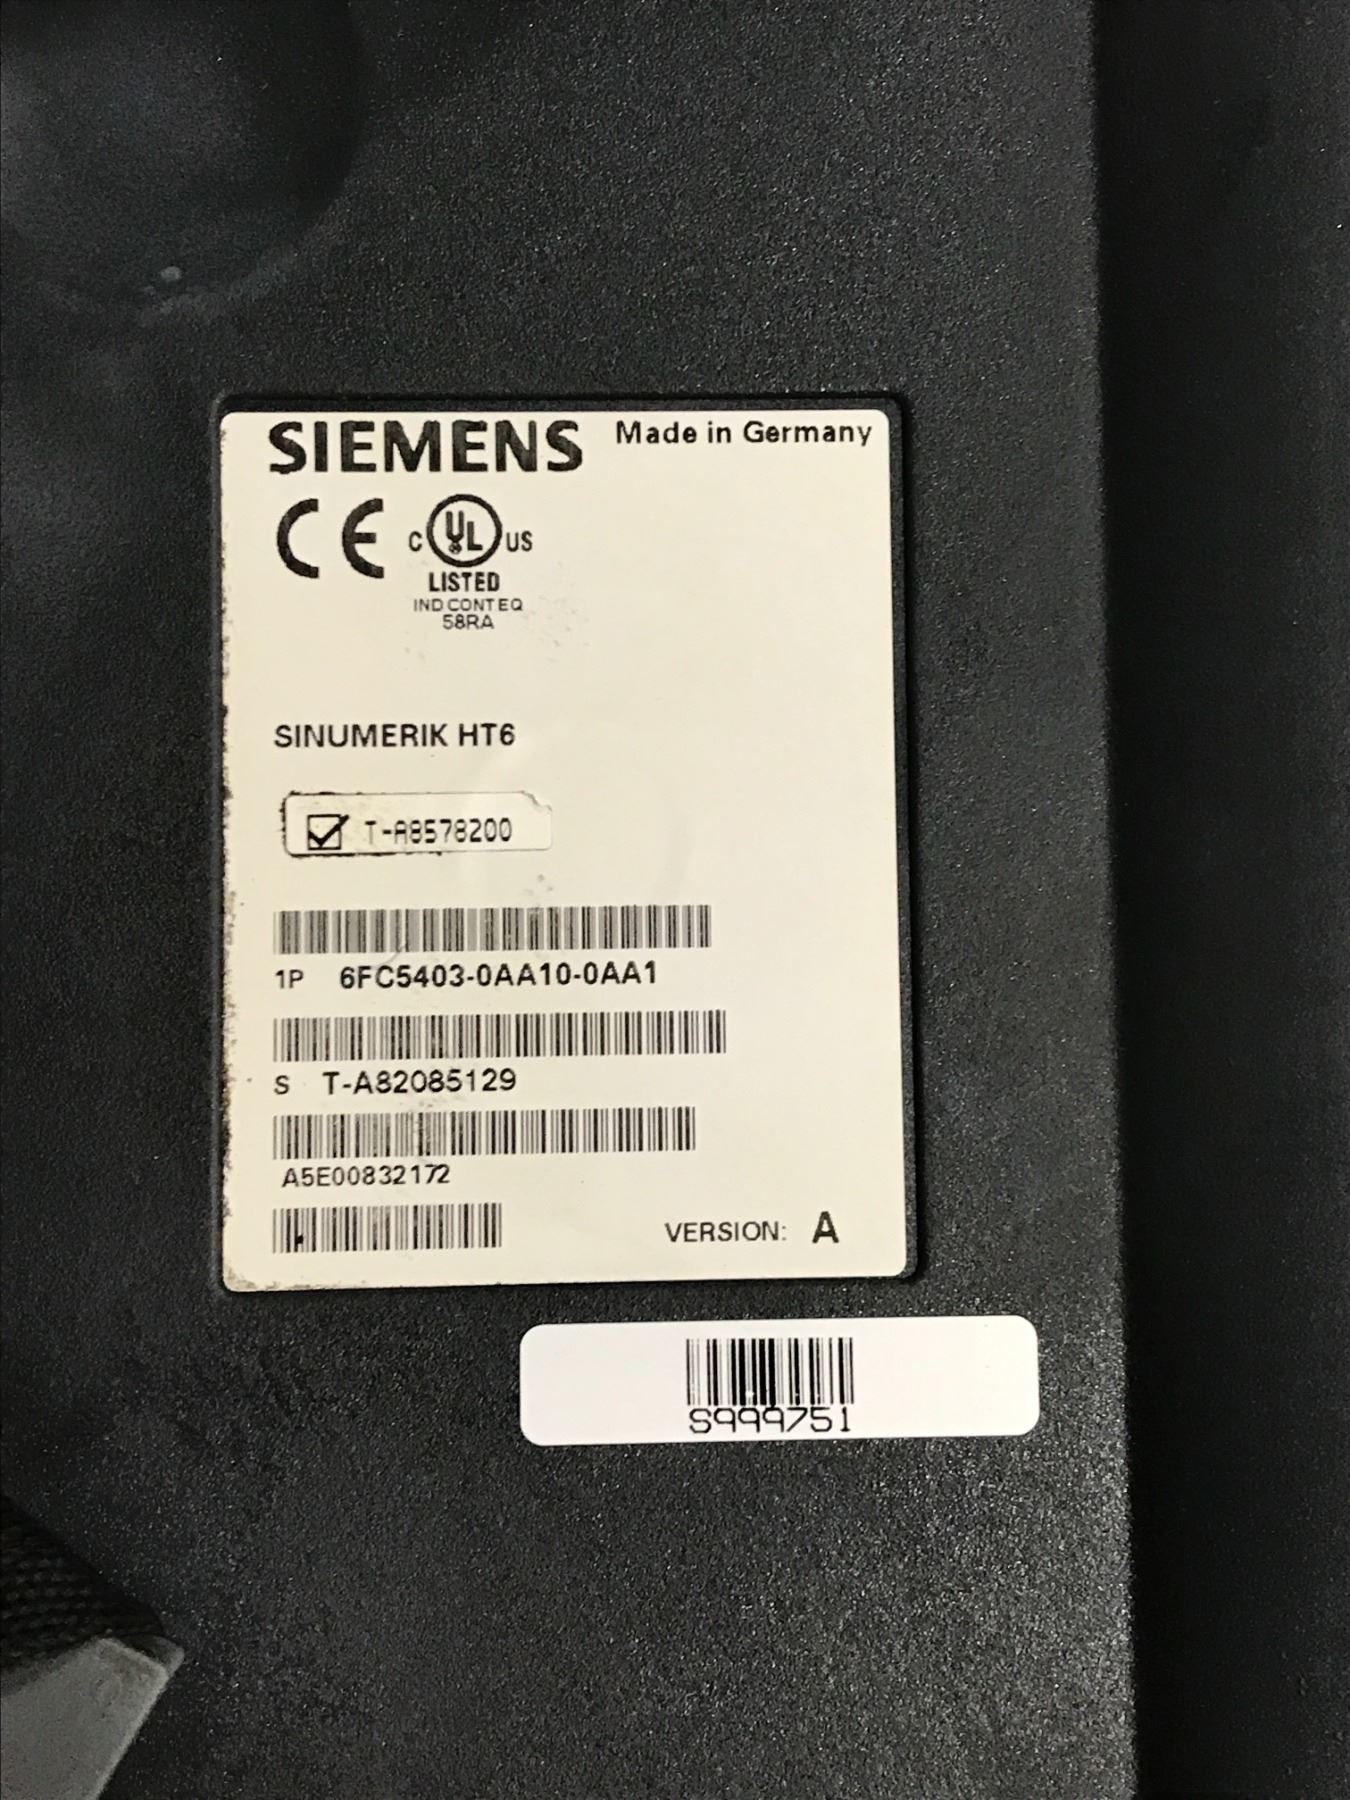 SIEMENS Made in Germany
CE C UL US
LISTED
IND CONT EQ
58RA
SINUMERIK HT6
T-A8578200
1P 6FC5403-0AA10-0AA1
S T-A82085129
A5E00832172
VERSION: A
S999751